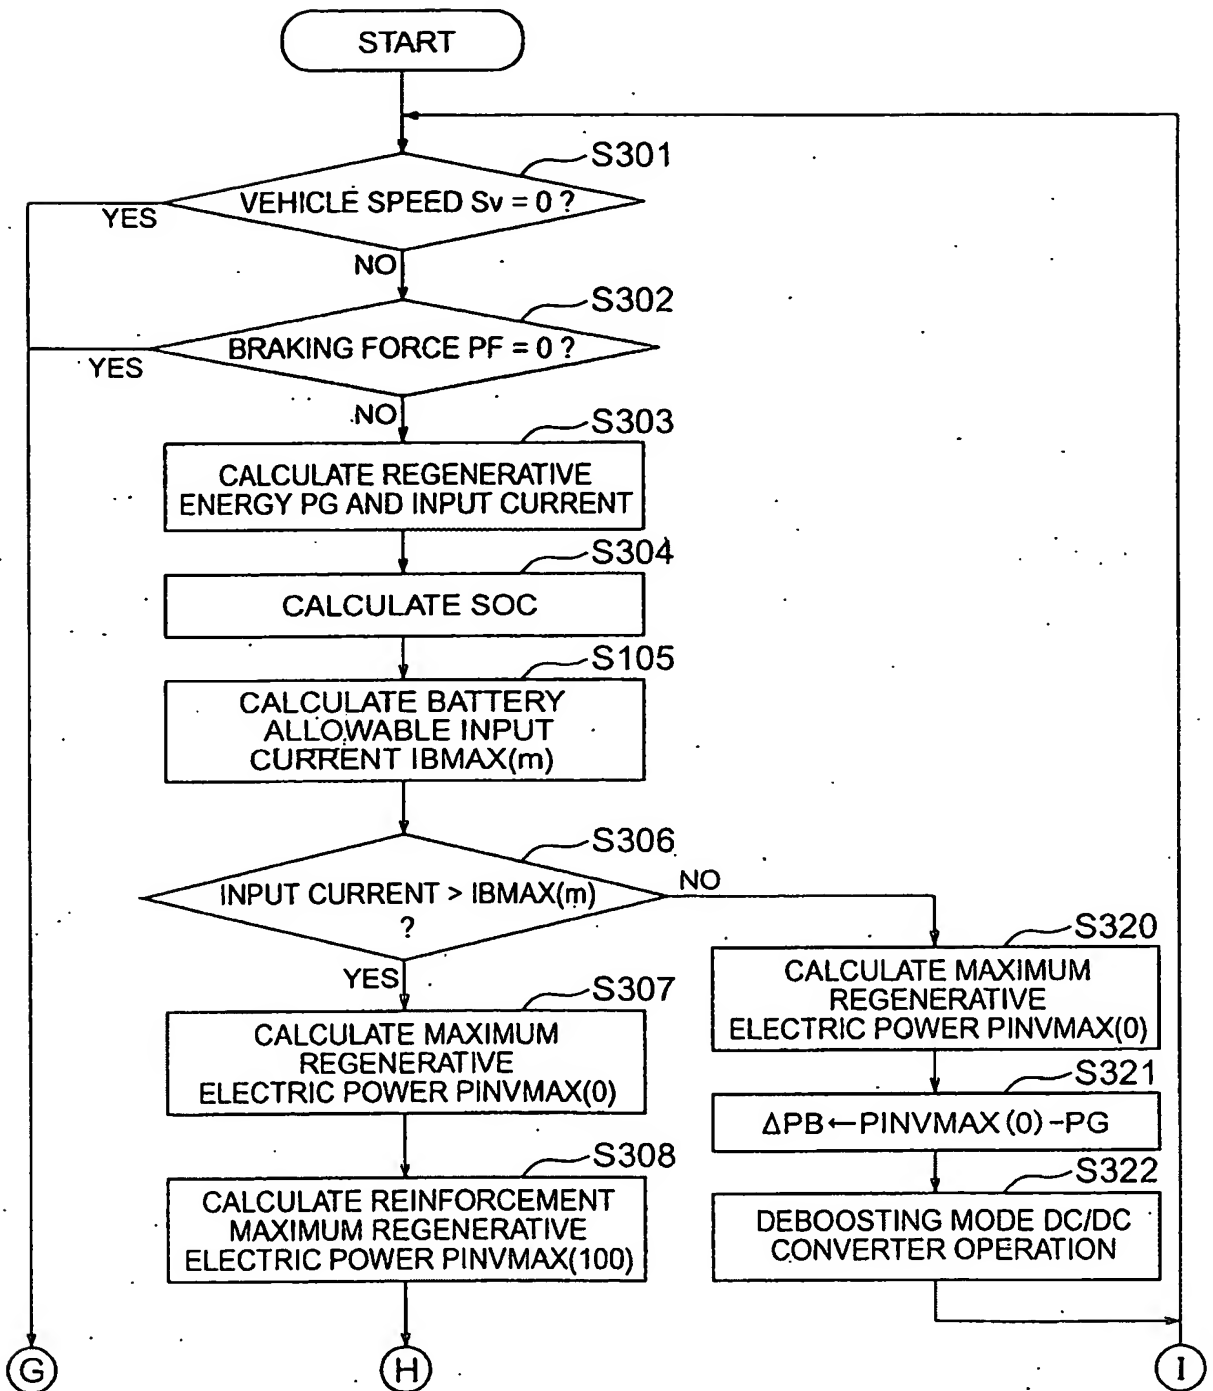 START
S301
VEHICLE SPEED Sv = 0 ?
YES
NO
S302
BRAKING FORCE PF = 0 ?
YES
NO
S303
CALCULATE REGENERATIVE
ENERGY PG AND INPUT CURRENT
S304
CALCULATE SOC
S105
CALCULATE BATTERY
ALLOWABLE INPUT
CURRENT IBMAX(m)
S306
INPUT CURRENT > IBMAX(m)
?
NO
YES
S307
CALCULATE MAXIMUM
REGENERATIVE
ELECTRIC POWER PINVMAX(0)
S308
CALCULATE REINFORCEMENT
MAXIMUM REGENERATIVE
ELECTRIC POWER PINVMAX(100)
S320
CALCULATE MAXIMUM
REGENERATIVE
ELECTRIC POWER PINVMAX(0)
S321
ΔPB←PINVMAX(0)-PG
S322
DEBOOSTING MODE DC/DC
CONVERTER OPERATION
G
H
I